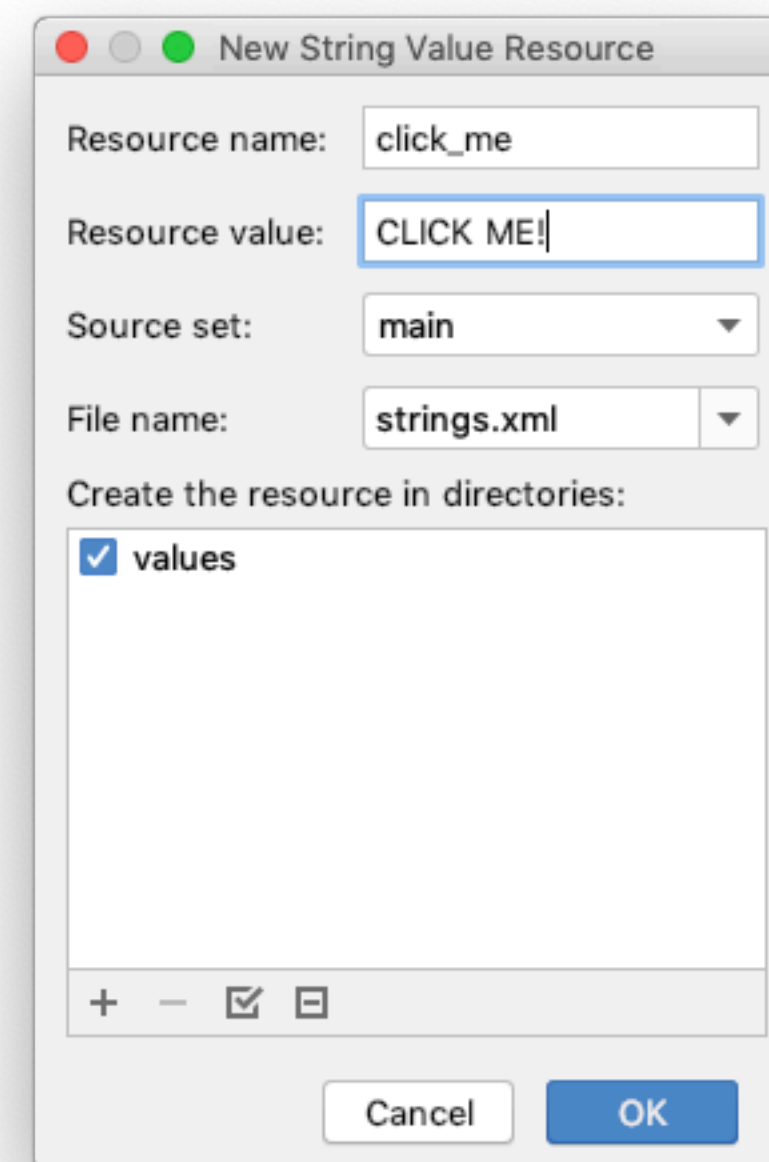 New String Value Resource
Resource name: click_me
Resource value: CLICK ME!
Source set: main
File name: strings.xml
Create the resource in directories:
values
Cancel OK